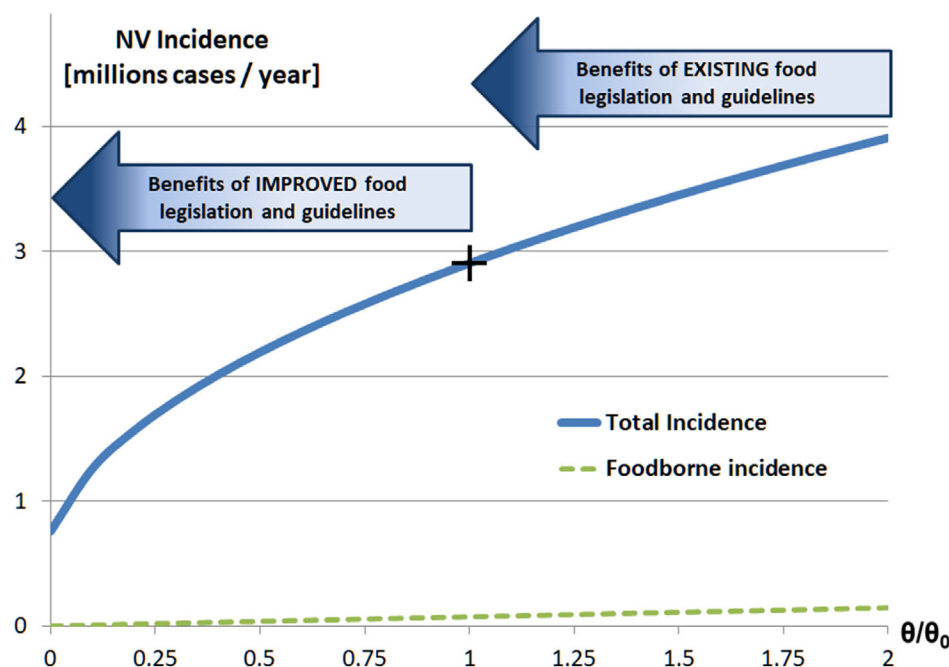 NV Incidence
[millions cases / year]
Benefits of EXISTING food
legislation and guidelines
4
Benefits of IMPROVED food
legislation and guidelines
3
2
Total Incidence
Foodborne incidence
1
0
θ/θ₀
0 0.25 0.5 0.75 1 1.25 1.5 1.75 2